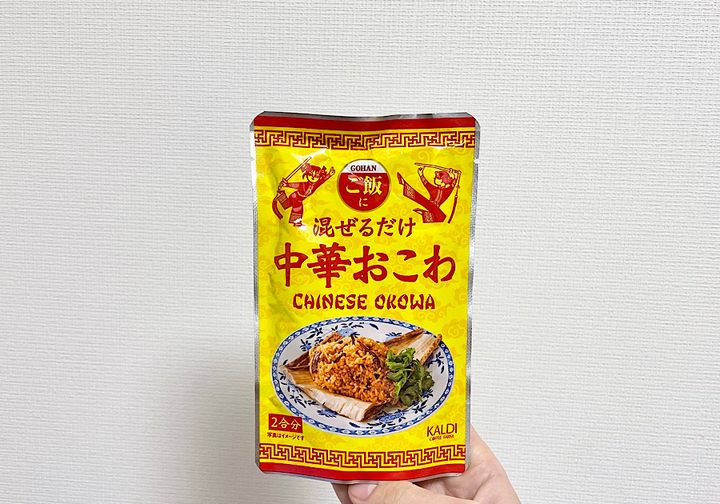 GOHAN
ご飯
に
混ぜるだけ
中華おこわ
CHINESE OKOWA
2合分
写真はイメージです
KALDI
COFFEE FARM